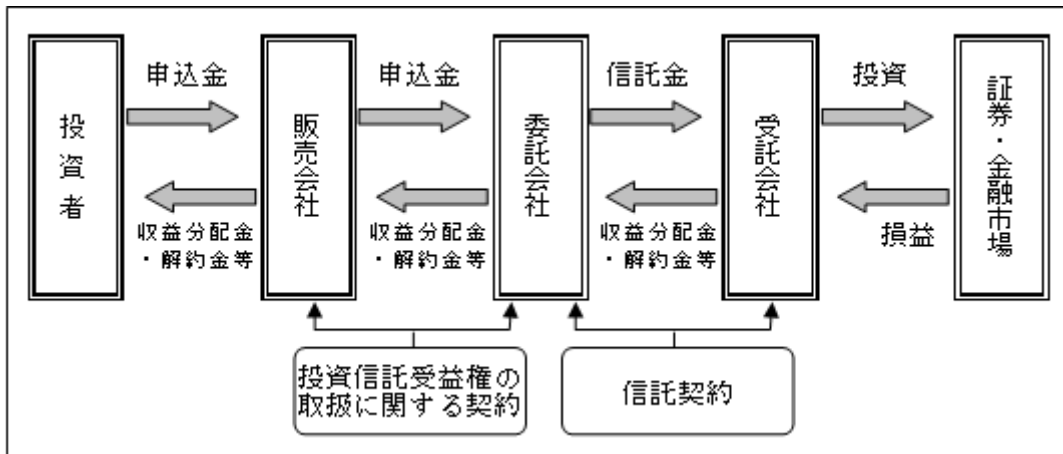 投資者
申込金
収益分配金
・解約金等
販売会社
申込金
収益分配金
・解約金等
委託会社
信託金
収益分配金
・解約金等
受託会社
投資
損益
証券・金融市場
投資信託受益権の
取扱に関する契約
信託契約